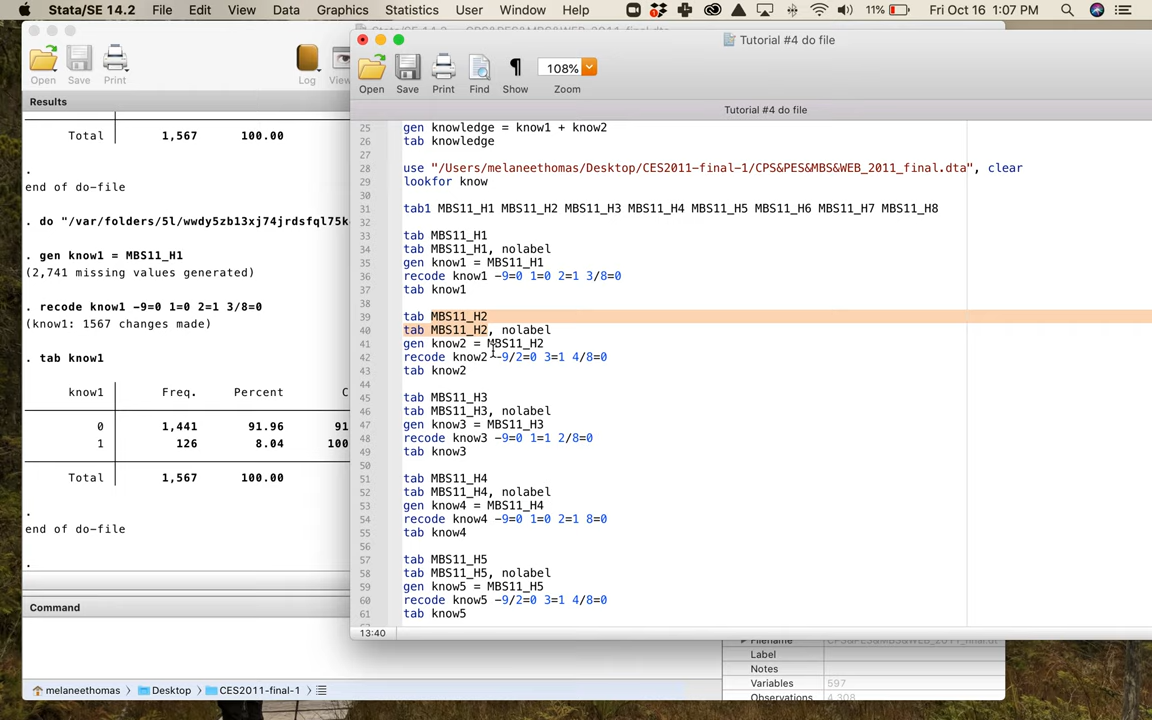 Stata/SE 14.2 File Edit View Data Graphics Statistics User Window Help 11% Fri Oct 16 1:07 PM
Tutorial #4 do file
Open Save Print Log View
Open Save Print Find Show 108% Zoom
Results
Tutorial #4 do file
Total 1,567 100.00
.
end of do-file
. do "/var/folders/5l/wwdy5zb13xj74jrdsfql75k
. gen know1 = MBS11_H1
(2,741 missing values generated)
. recode know1 -9=0 1=0 2=1 3/8=0
(know1: 1567 changes made)
. tab know1
know1 Freq. Percent C
0 1,441 91.96 91
1 126 8.04 100
Total 1,567 100.00
.
end of do-file
.
Command
melaneethomas Desktop CES2011-final-1
25 gen knowledge = know1 + know2
26 tab knowledge
27
28 use "/Users/melaneethomas/Desktop/CES2011-final-1/CPS&PES&MBS&WEB_2011_final.dta", clear
29 lookfor know
30
31 tab1 MBS11_H1 MBS11_H2 MBS11_H3 MBS11_H4 MBS11_H5 MBS11_H6 MBS11_H7 MBS11_H8
32
33 tab MBS11_H1
34 tab MBS11_H1, nolabel
35 gen know1 = MBS11_H1
36 recode know1 -9=0 1=0 2=1 3/8=0
37 tab know1
38
39 tab MBS11_H2
40 tab MBS11_H2, nolabel
41 gen know2 = MBS11_H2
42 recode know2 -9/2=0 3=1 4/8=0
43 tab know2
44
45 tab MBS11_H3
46 tab MBS11_H3, nolabel
47 gen know3 = MBS11_H3
48 recode know3 -9=0 1=1 2/8=0
49 tab know3
50
51 tab MBS11_H4
52 tab MBS11_H4, nolabel
53 gen know4 = MBS11_H4
54 recode know4 -9=0 1=0 2=1 8=0
55 tab know4
56
57 tab MBS11_H5
58 tab MBS11_H5, nolabel
59 gen know5 = MBS11_H5
60 recode know5 -9/2=0 3=1 4/8=0
61 tab know5
13:40
Label
Notes
Variables 597
Observations 4,308